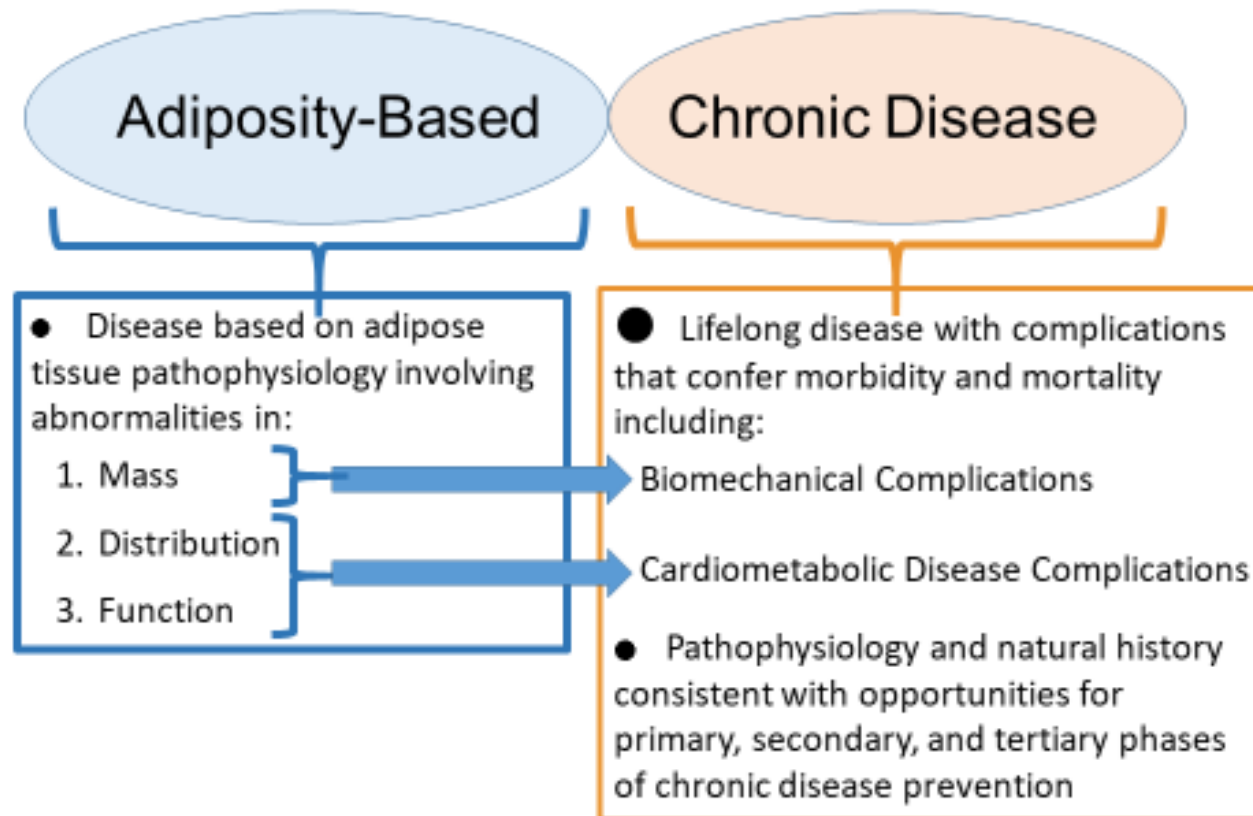 Adiposity-Based
Chronic Disease
● Disease based on adipose
tissue pathophysiology involving
abnormalities in:
1. Mass
2. Distribution
3. Function
● Lifelong disease with complications
that confer morbidity and mortality
including:
Biomechanical Complications
Cardiometabolic Disease Complications
● Pathophysiology and natural history
consistent with opportunities for
primary, secondary, and tertiary phases
of chronic disease prevention